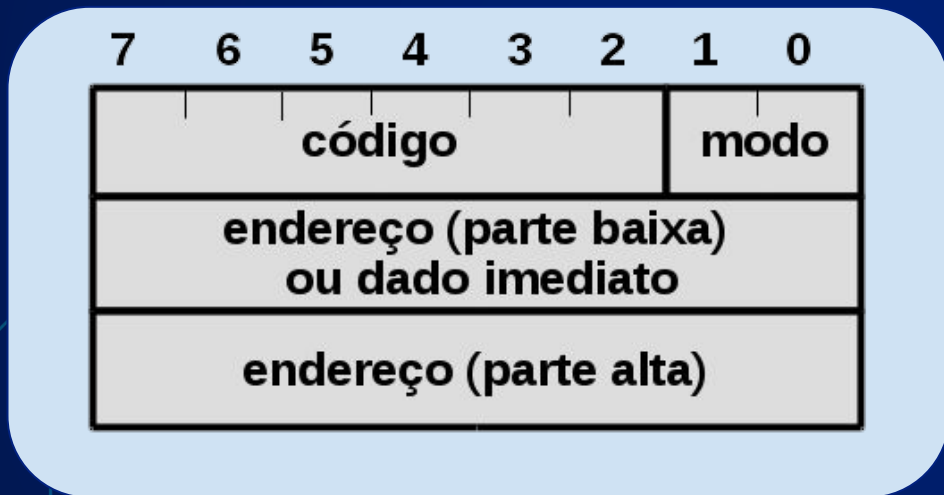 7 6 5 4 3 2 1 0
código modo
endereço (parte baixa)
ou dado imediato
endereço (parte alta)